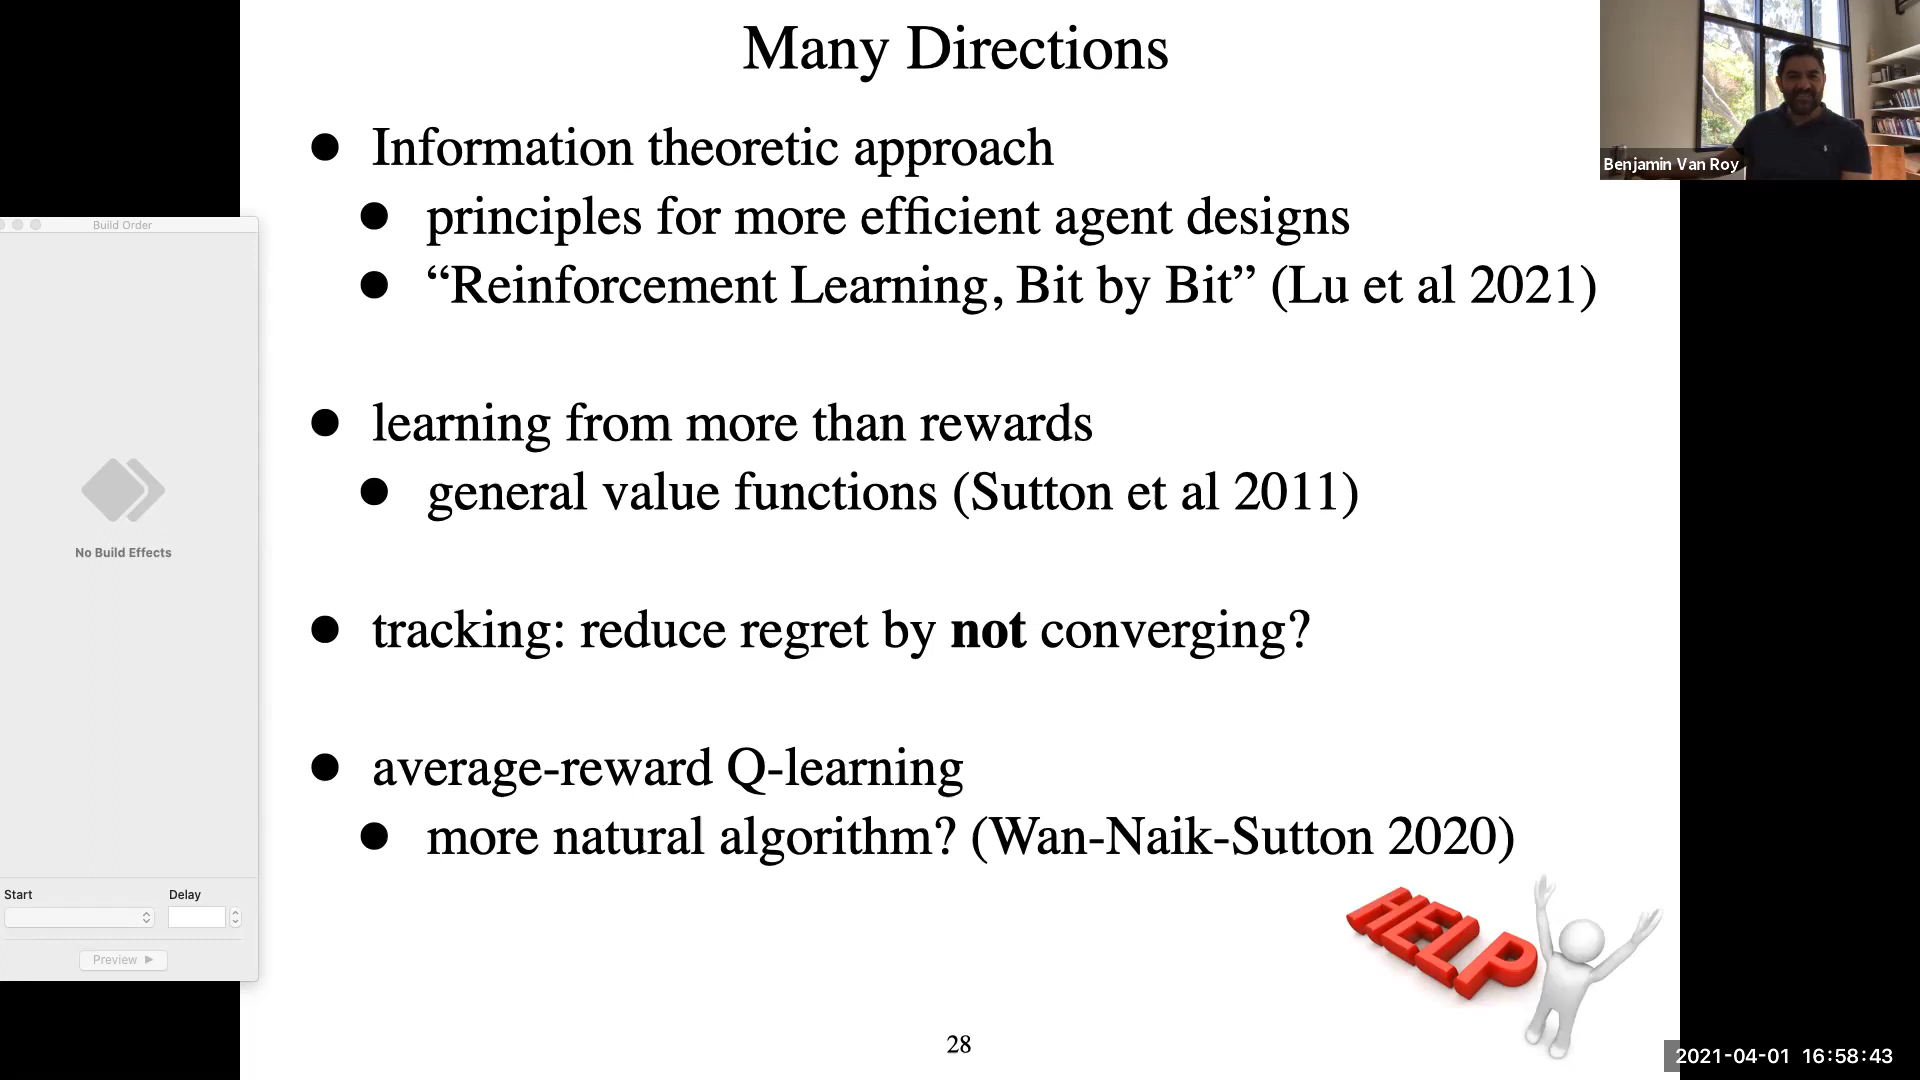 Many Directions
Information theoretic approach
principles for more efficient agent designs
“Reinforcement Learning, Bit by Bit” (Lu et al 2021)
learning from more than rewards
general value functions (Sutton et al 2011)
tracking: reduce regret by not converging?
average-reward Q-learning
more natural algorithm? (Wan-Naik-Sutton 2020)
HELP
28
Benjamin Van Roy
Build Order
No Build Effects
Start
Delay
Preview
2021-04-01 16:58:43